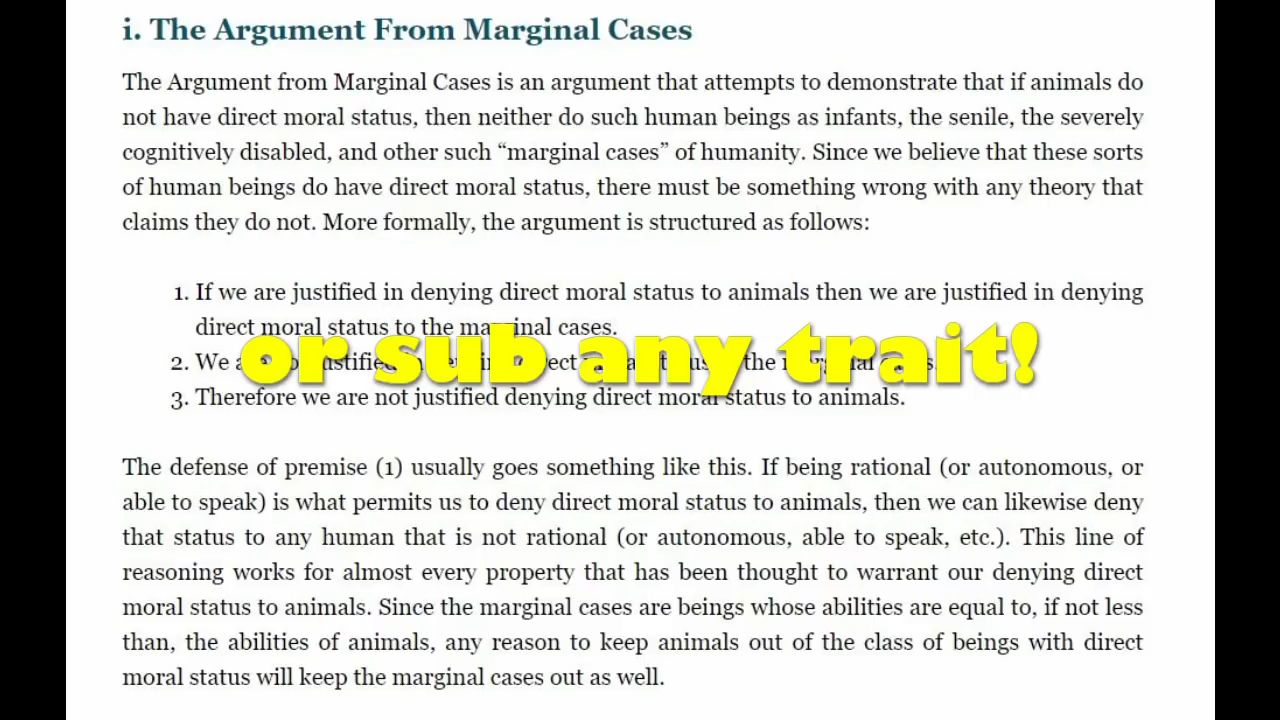 i. The Argument From Marginal Cases
The Argument from Marginal Cases is an argument that attempts to demonstrate that if animals do
not have direct moral status, then neither do such human beings as infants, the senile, the severely
cognitively disabled, and other such “marginal cases” of humanity. Since we believe that these sorts
of human beings do have direct moral status, there must be something wrong with any theory that
claims they do not. More formally, the argument is structured as follows:
1. If we are justified in denying direct moral status to animals then we are justified in denying
direct moral status to the marginal cases.
or sub any trait!
2. We justified the
3. Therefore we are not justified denying direct moral status to animals.
The defense of premise (1) usually goes something like this. If being rational (or autonomous, or
able to speak) is what permits us to deny direct moral status to animals, then we can likewise deny
that status to any human that is not rational (or autonomous, able to speak, etc.). This line of
reasoning works for almost every property that has been thought to warrant our denying direct
moral status to animals. Since the marginal cases are beings whose abilities are equal to, if not less
than, the abilities of animals, any reason to keep animals out of the class of beings with direct
moral status will keep the marginal cases out as well.